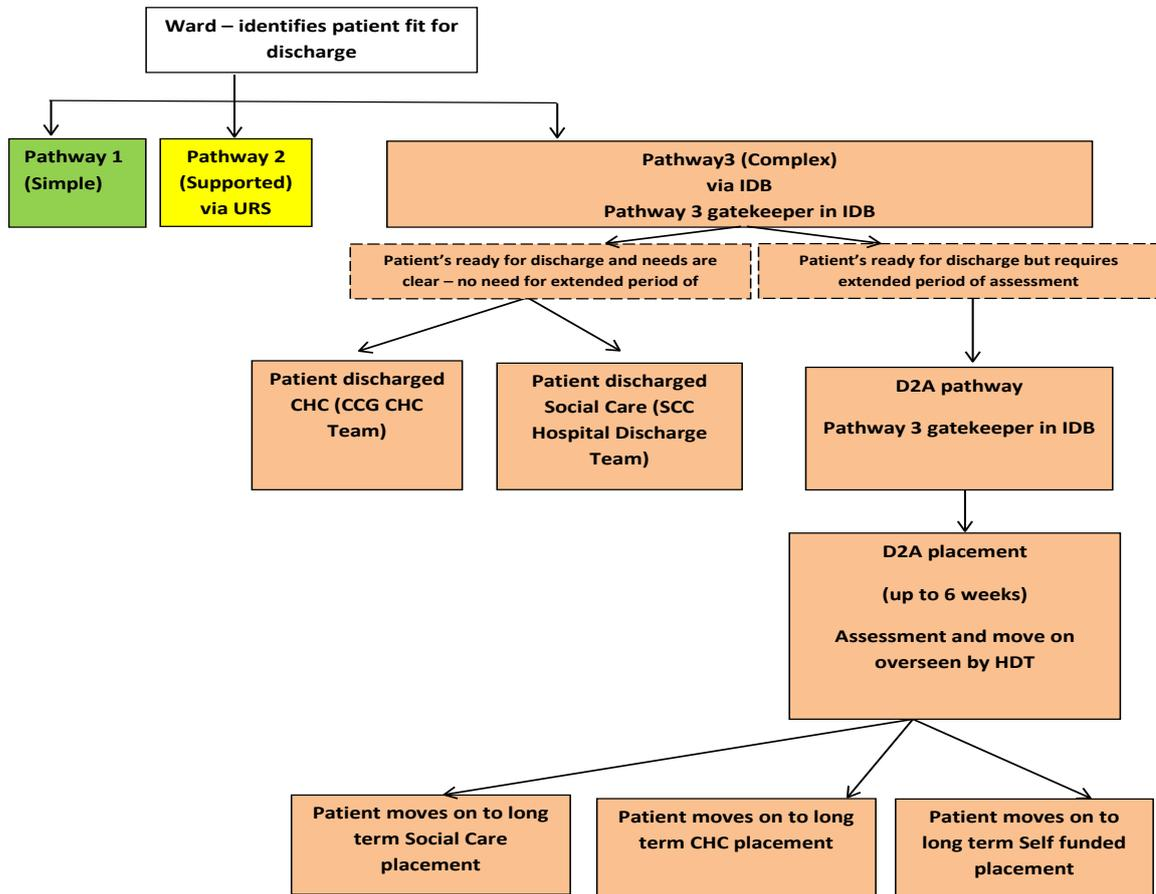 Ward – identifies patient fit for
discharge
Pathway 1
(Simple)
Pathway 2
(Supported)
via URS
Pathway3 (Complex)
via IDB
Pathway 3 gatekeeper in IDB
Patient’s ready for discharge and needs are
clear – no need for extended period of
Patient’s ready for discharge but requires
extended period of assessment
Patient discharged
CHC (CCG CHC
Team)
Patient discharged
Social Care (SCC
Hospital Discharge
Team)
D2A pathway
Pathway 3 gatekeeper in IDB
D2A placement
(up to 6 weeks)
Assessment and move on
overseen by HDT
Patient moves on to long
term Social Care
placement
Patient moves on to long
term CHC placement
Patient moves on to
long term Self funded
placement